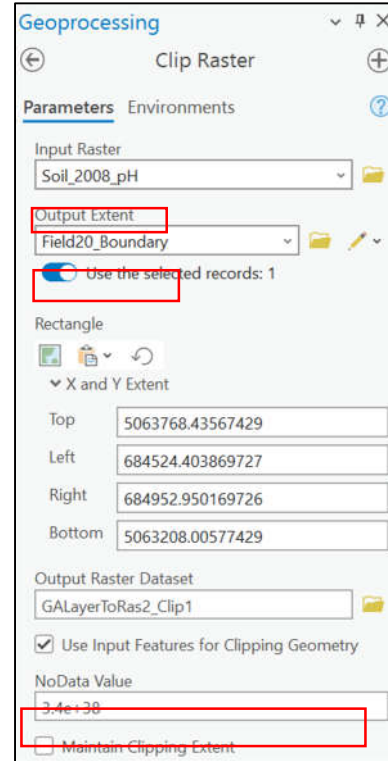 Geoprocessing
Clip Raster
Parameters Environments
Input Raster
Soil_2008_pH
Output Extent
Field20_Boundary
Use the selected records: 1
Rectangle
X and Y Extent
Top 5063768.43567429
Left 684524.403869727
Right 684952.950169726
Bottom 5063208.00577429
Output Raster Dataset
GALayerToRas2_Clip1
Use Input Features for Clipping Geometry
NoData Value
3.4e+38
Maintain Clipping Extent